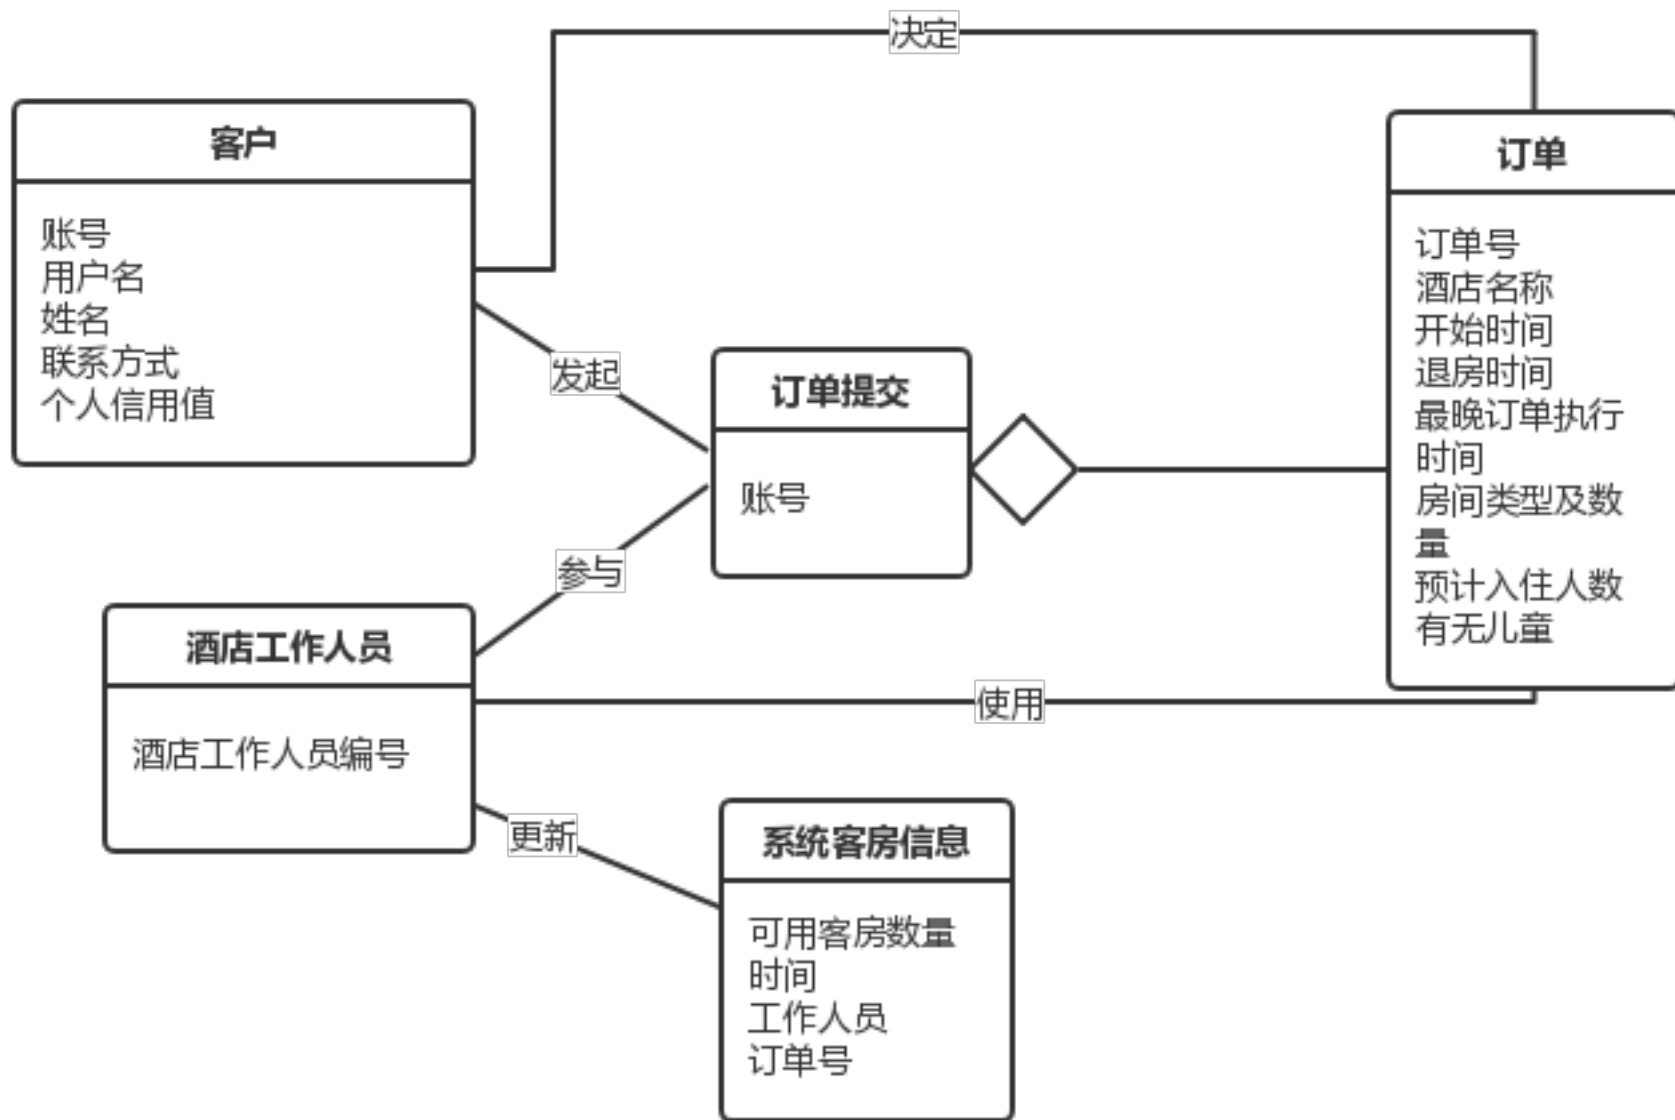 决定
客户
账号
用户名
姓名
联系方式
个人信用值
订单
订单号
酒店名称
开始时间
退房时间
最晚订单执行
时间
房间类型及数
量
预计入住人数
有无儿童
发起
订单提交
账号
参与
酒店工作人员
酒店工作人员编号
使用
更新
系统客房信息
可用客房数量
时间
工作人员
订单号